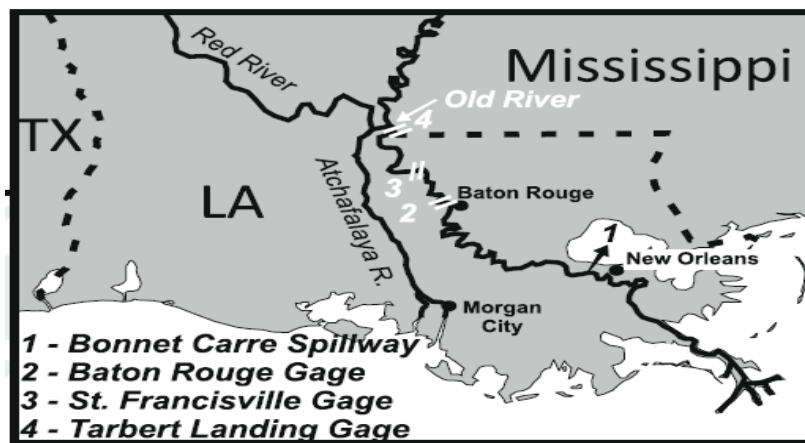 Mississippi
Red River
Old River
4
TX
3
Baton Rouge
LA
2
Atchafalaya R.
1
New Orleans
Morgan
City
1 - Bonnet Carre Spillway
2 - Baton Rouge Gage
3 - St. Francisville Gage
4 - Tarbert Landing Gage